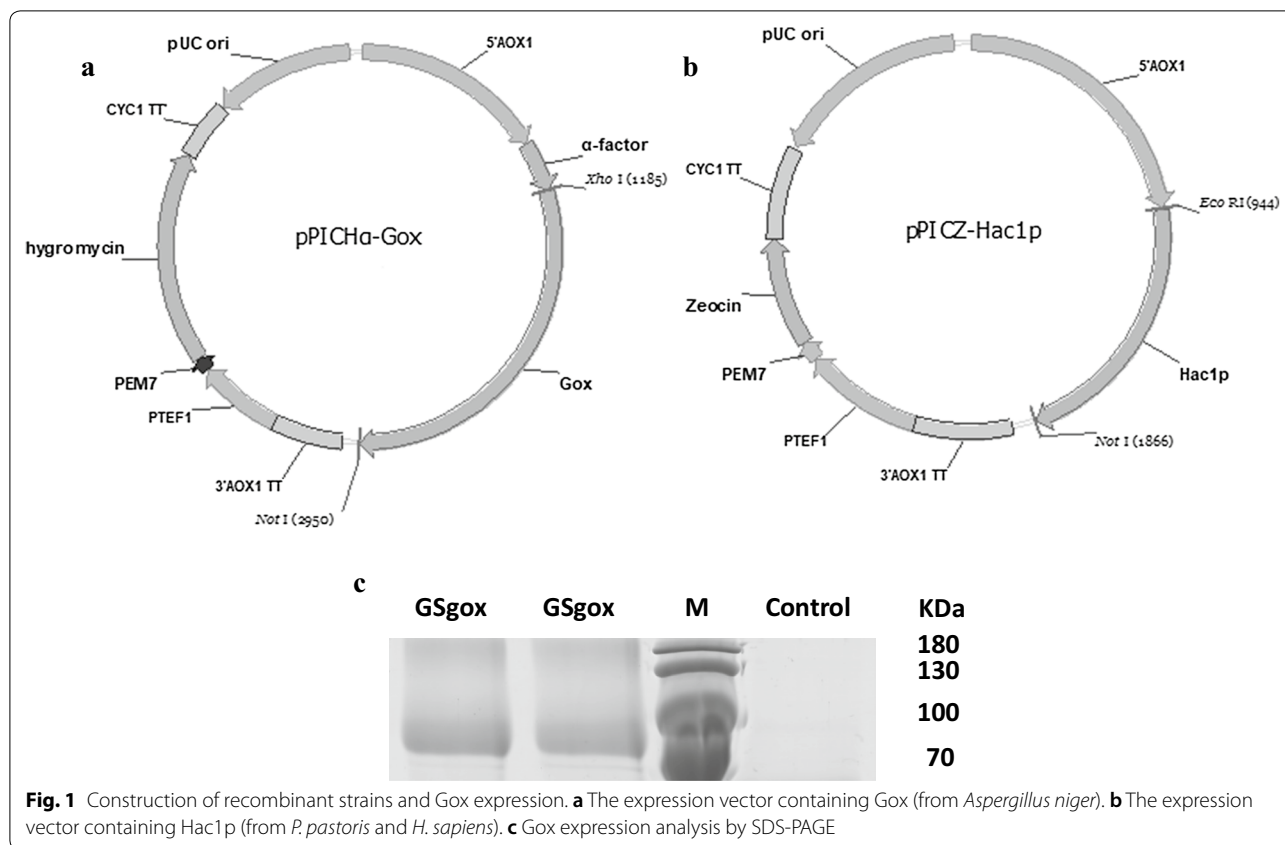 a
pUC ori
5'AOX1
CYC1 TT
α-factor
Xho I (1185)
hygromycin
pPICHα-Gox
PEM7
PTEF1
Gox
3'AOX1 TT
Not I (2950)
b
pUC ori
5'AOX1
CYC1 TT
Eco RI (944)
pPICZ-Hac1p
Zeocin
PEM7
Hac1p
PTEF1
Not I (1866)
3'AOX1 TT
c
GSgox GSgox M Control KDa
180
130
100
70
Fig. 1 Construction of recombinant strains and Gox expression. a The expression vector containing Gox (from Aspergillus niger). b The expression
vector containing Hac1p (from P. pastoris and H. sapiens). c Gox expression analysis by SDS-PAGE